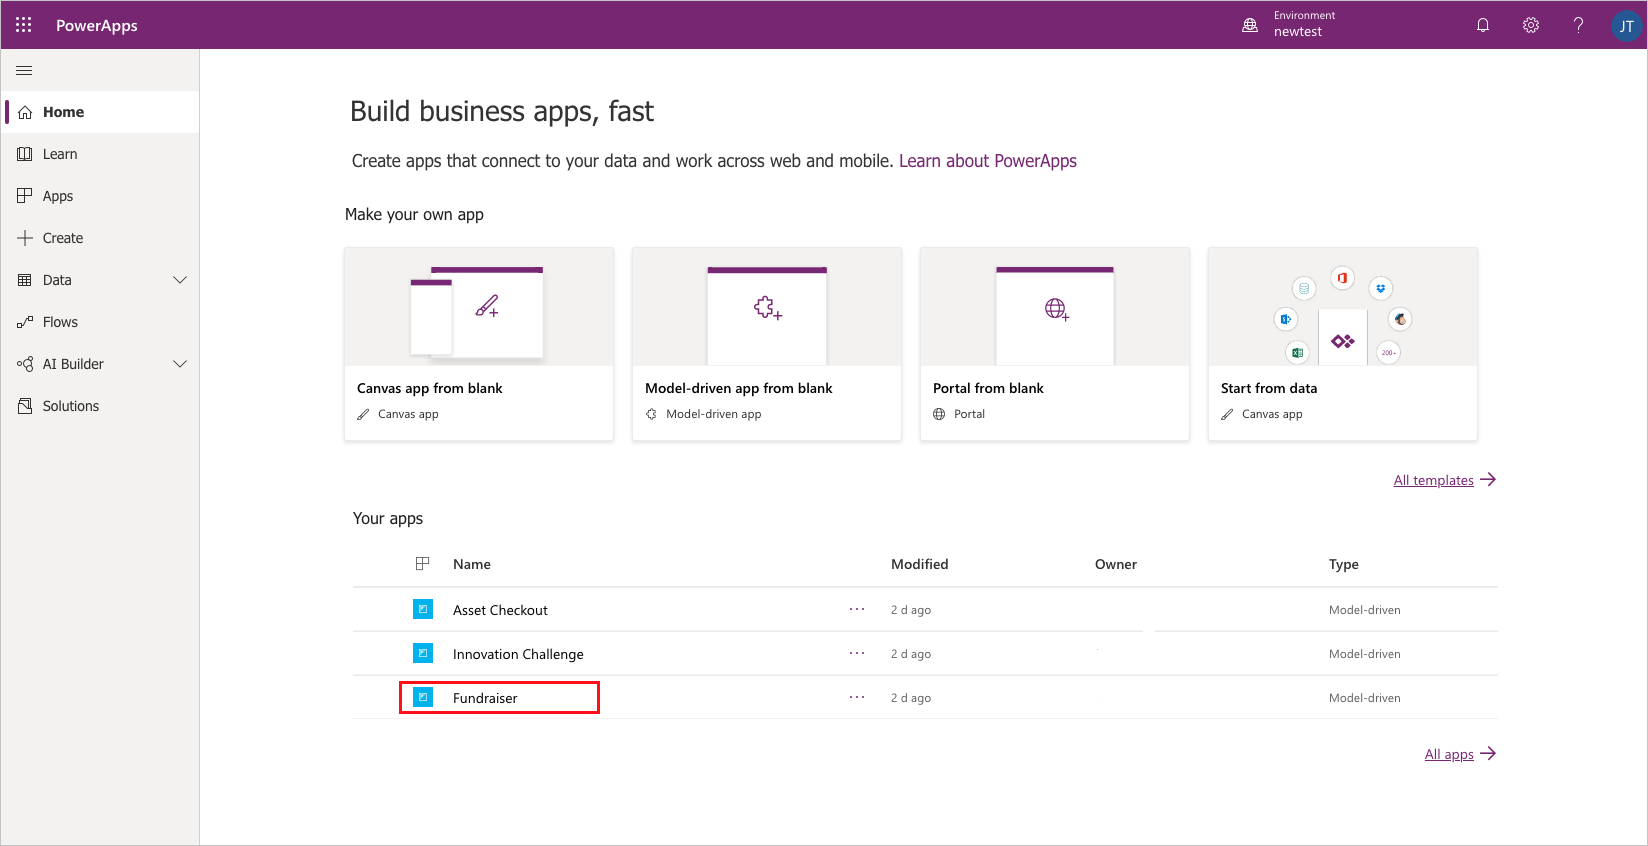 PowerApps
Environment
newtest
JT
Home
Learn
Apps
Create
Data
Flows
AI Builder
Solutions
Build business apps, fast
Create apps that connect to your data and work across web and mobile. Learn about PowerApps
Make your own app
200+
Canvas app from blank
Canvas app
Model-driven app from blank
Model-driven app
Portal from blank
Portal
Start from data
Canvas app
All templates
Your apps
Name Modified Owner Type
Asset Checkout ... 2 d ago Model-driven
Innovation Challenge ... 2 d ago Model-driven
Fundraiser ... 2 d ago Model-driven
All apps